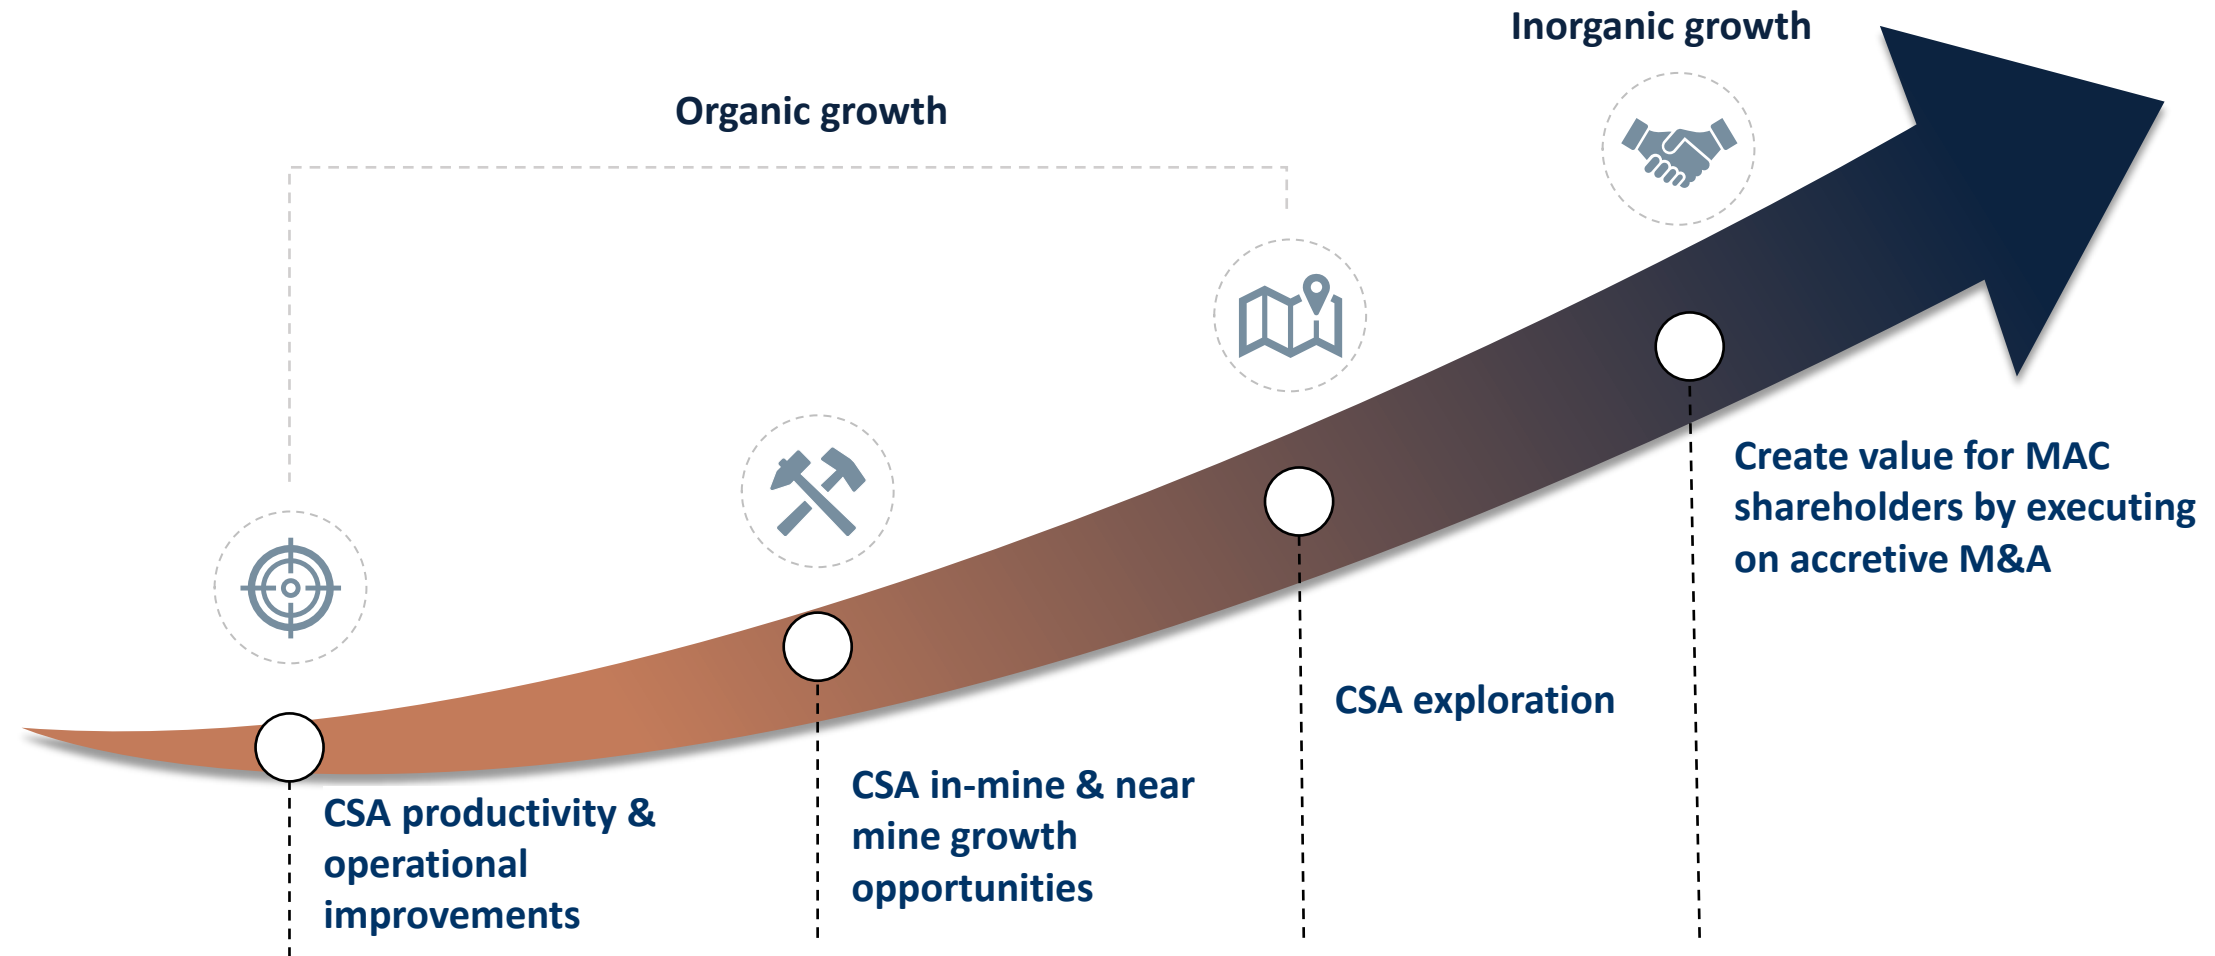 Inorganic growth
Organic growth
Create value for MAC
shareholders by executing
on accretive M&A
CSA exploration
CSA in-mine & near
mine growth
opportunities
CSA productivity &
operational
improvements